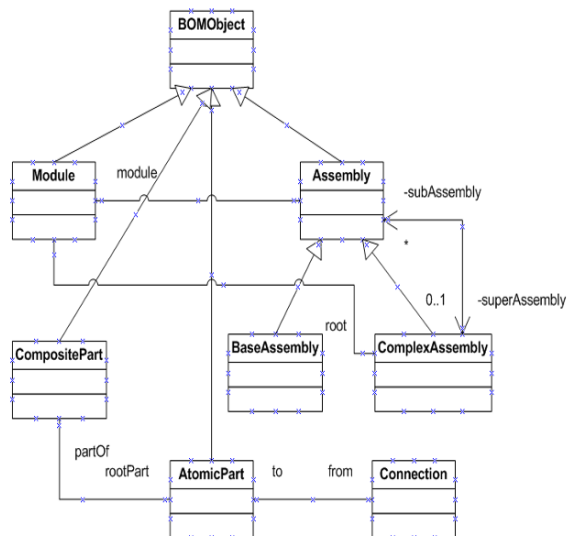 BOMObject
Module
module
Assembly
-subAssembly
*
0..1
-superAssembly
root
CompositePart
BaseAssembly
ComplexAssembly
partOf
rootPart
AtomicPart
to
from
Connection